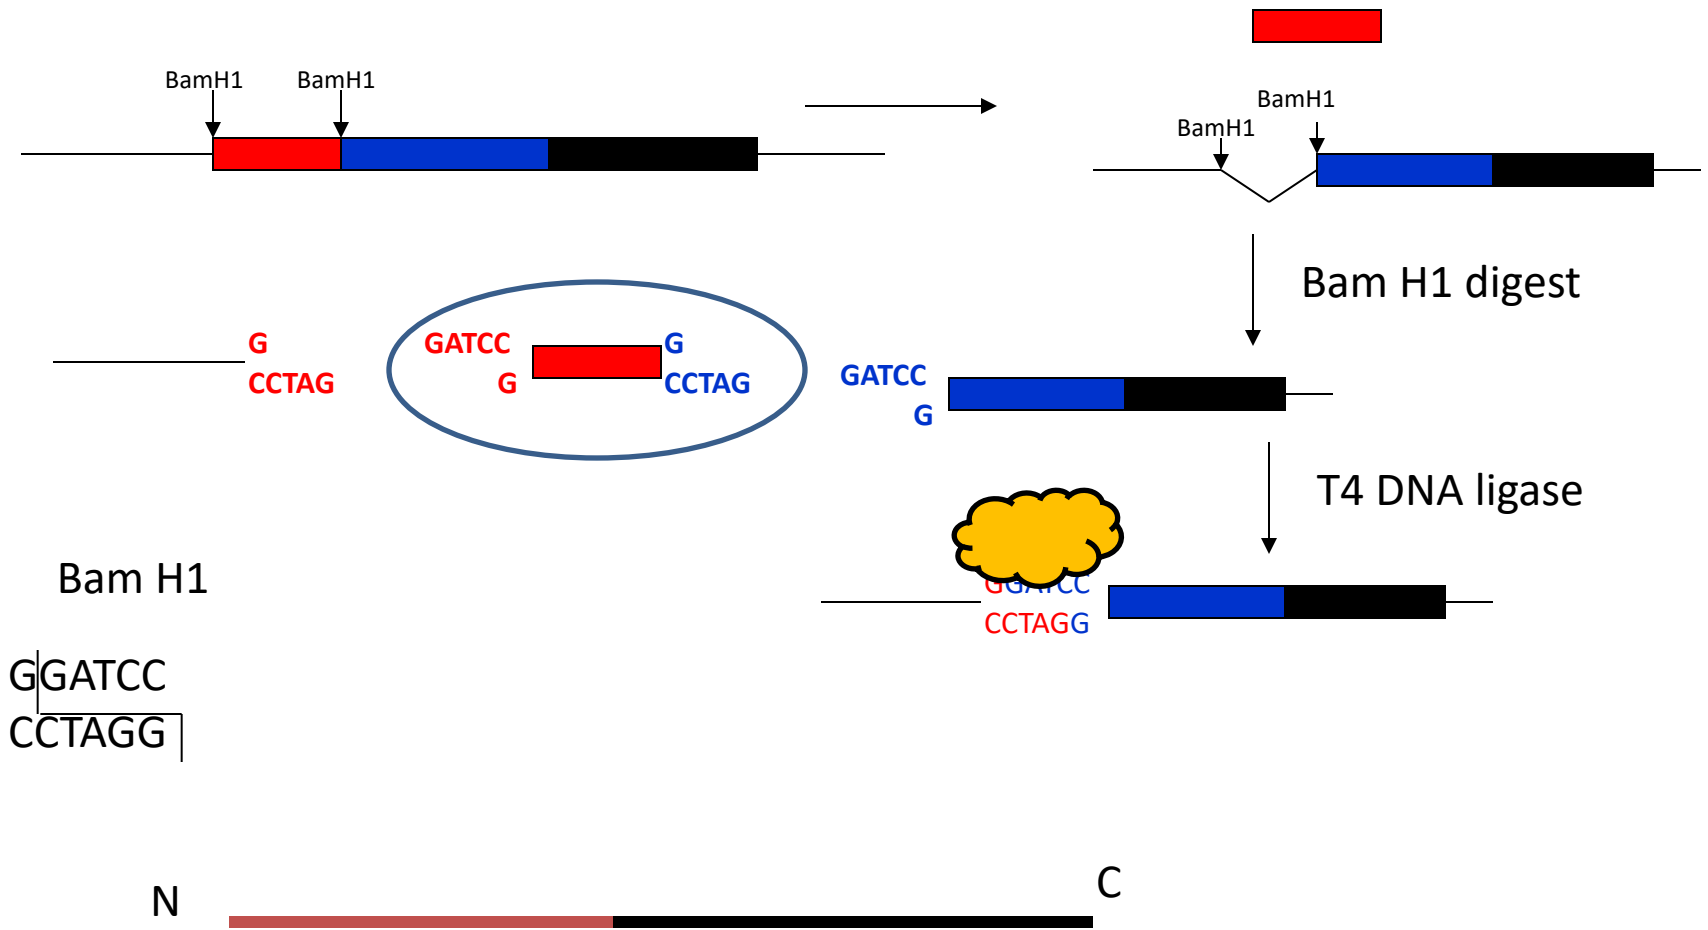 BamH1 BamH1
BamH1
BamH1
Bam H1 digest
G GATCC G
CCTAG G CCTAG
GATCC
G
T4 DNA ligase
GGATCC
CCTAGG
Bam H1
GGATCC
CCTAGG
N C